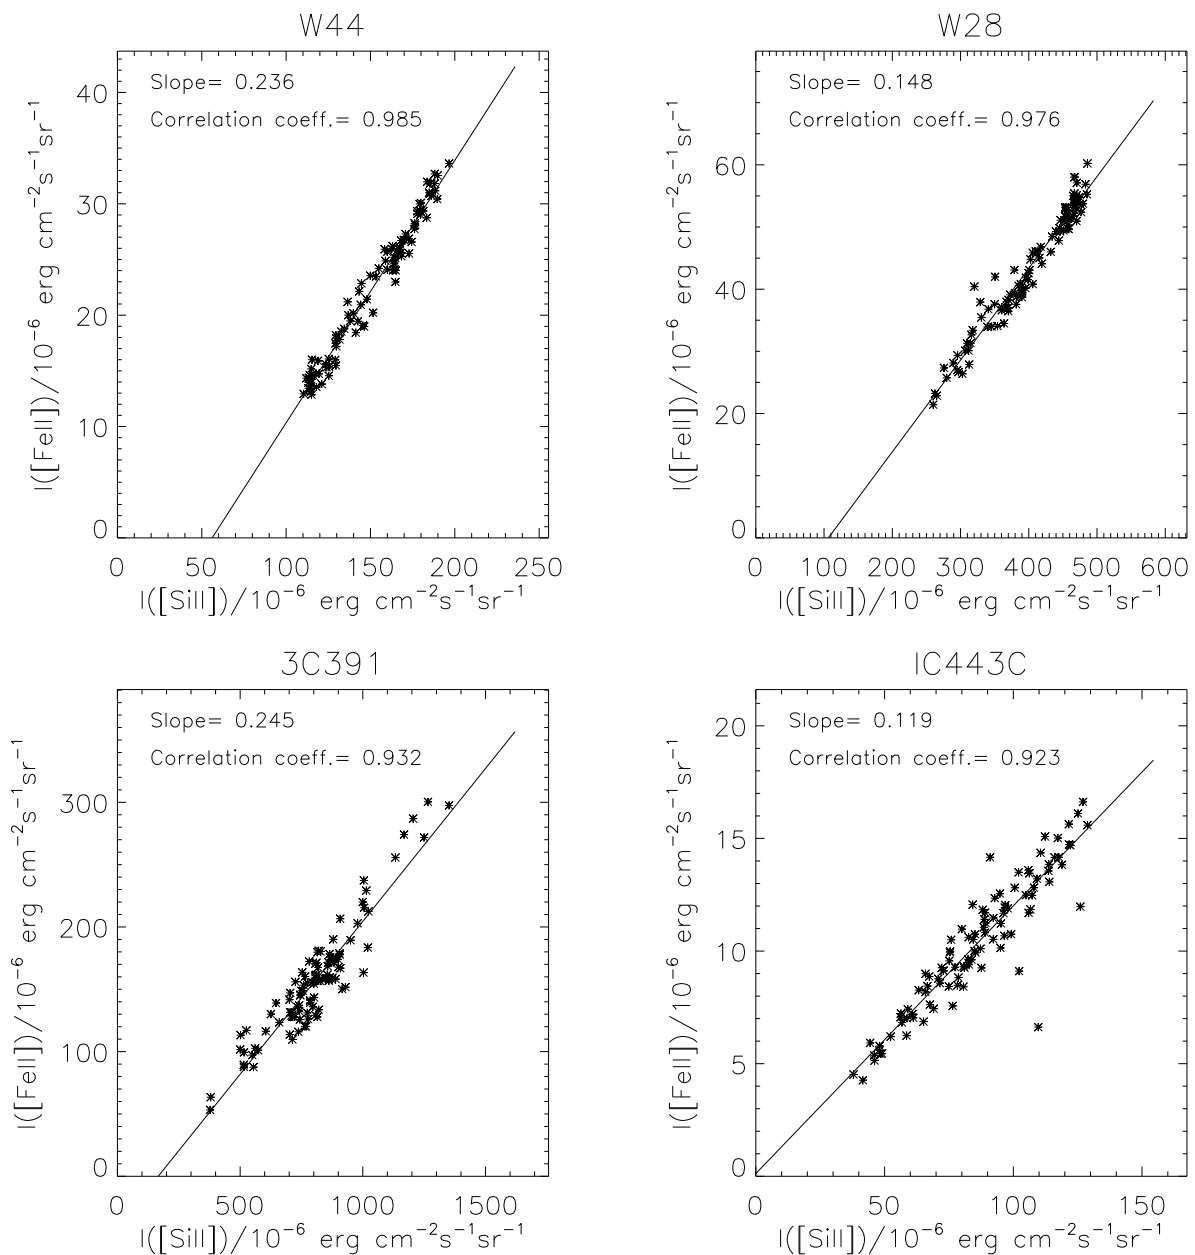 W44
Slope= 0.236
Correlation coeff.= 0.985
I([FeII])/10⁻⁶ erg cm⁻²s⁻¹sr⁻¹
40
30
20
10
0
0 50 100 150 200 250
I([SiII])/10⁻⁶ erg cm⁻²s⁻¹sr⁻¹
W28
Slope= 0.148
Correlation coeff.= 0.976
I([FeII])/10⁻⁶ erg cm⁻²s⁻¹sr⁻¹
60
40
20
0
0 100 200 300 400 500 600
I([SiII])/10⁻⁶ erg cm⁻²s⁻¹sr⁻¹
3C391
Slope= 0.245
Correlation coeff.= 0.932
I([FeII])/10⁻⁶ erg cm⁻²s⁻¹sr⁻¹
300
200
100
0
0 500 1000 1500
I([SiII])/10⁻⁶ erg cm⁻²s⁻¹sr⁻¹
IC443C
Slope= 0.119
Correlation coeff.= 0.923
I([FeII])/10⁻⁶ erg cm⁻²s⁻¹sr⁻¹
20
15
10
5
0
0 50 100 150
I([SiII])/10⁻⁶ erg cm⁻²s⁻¹sr⁻¹